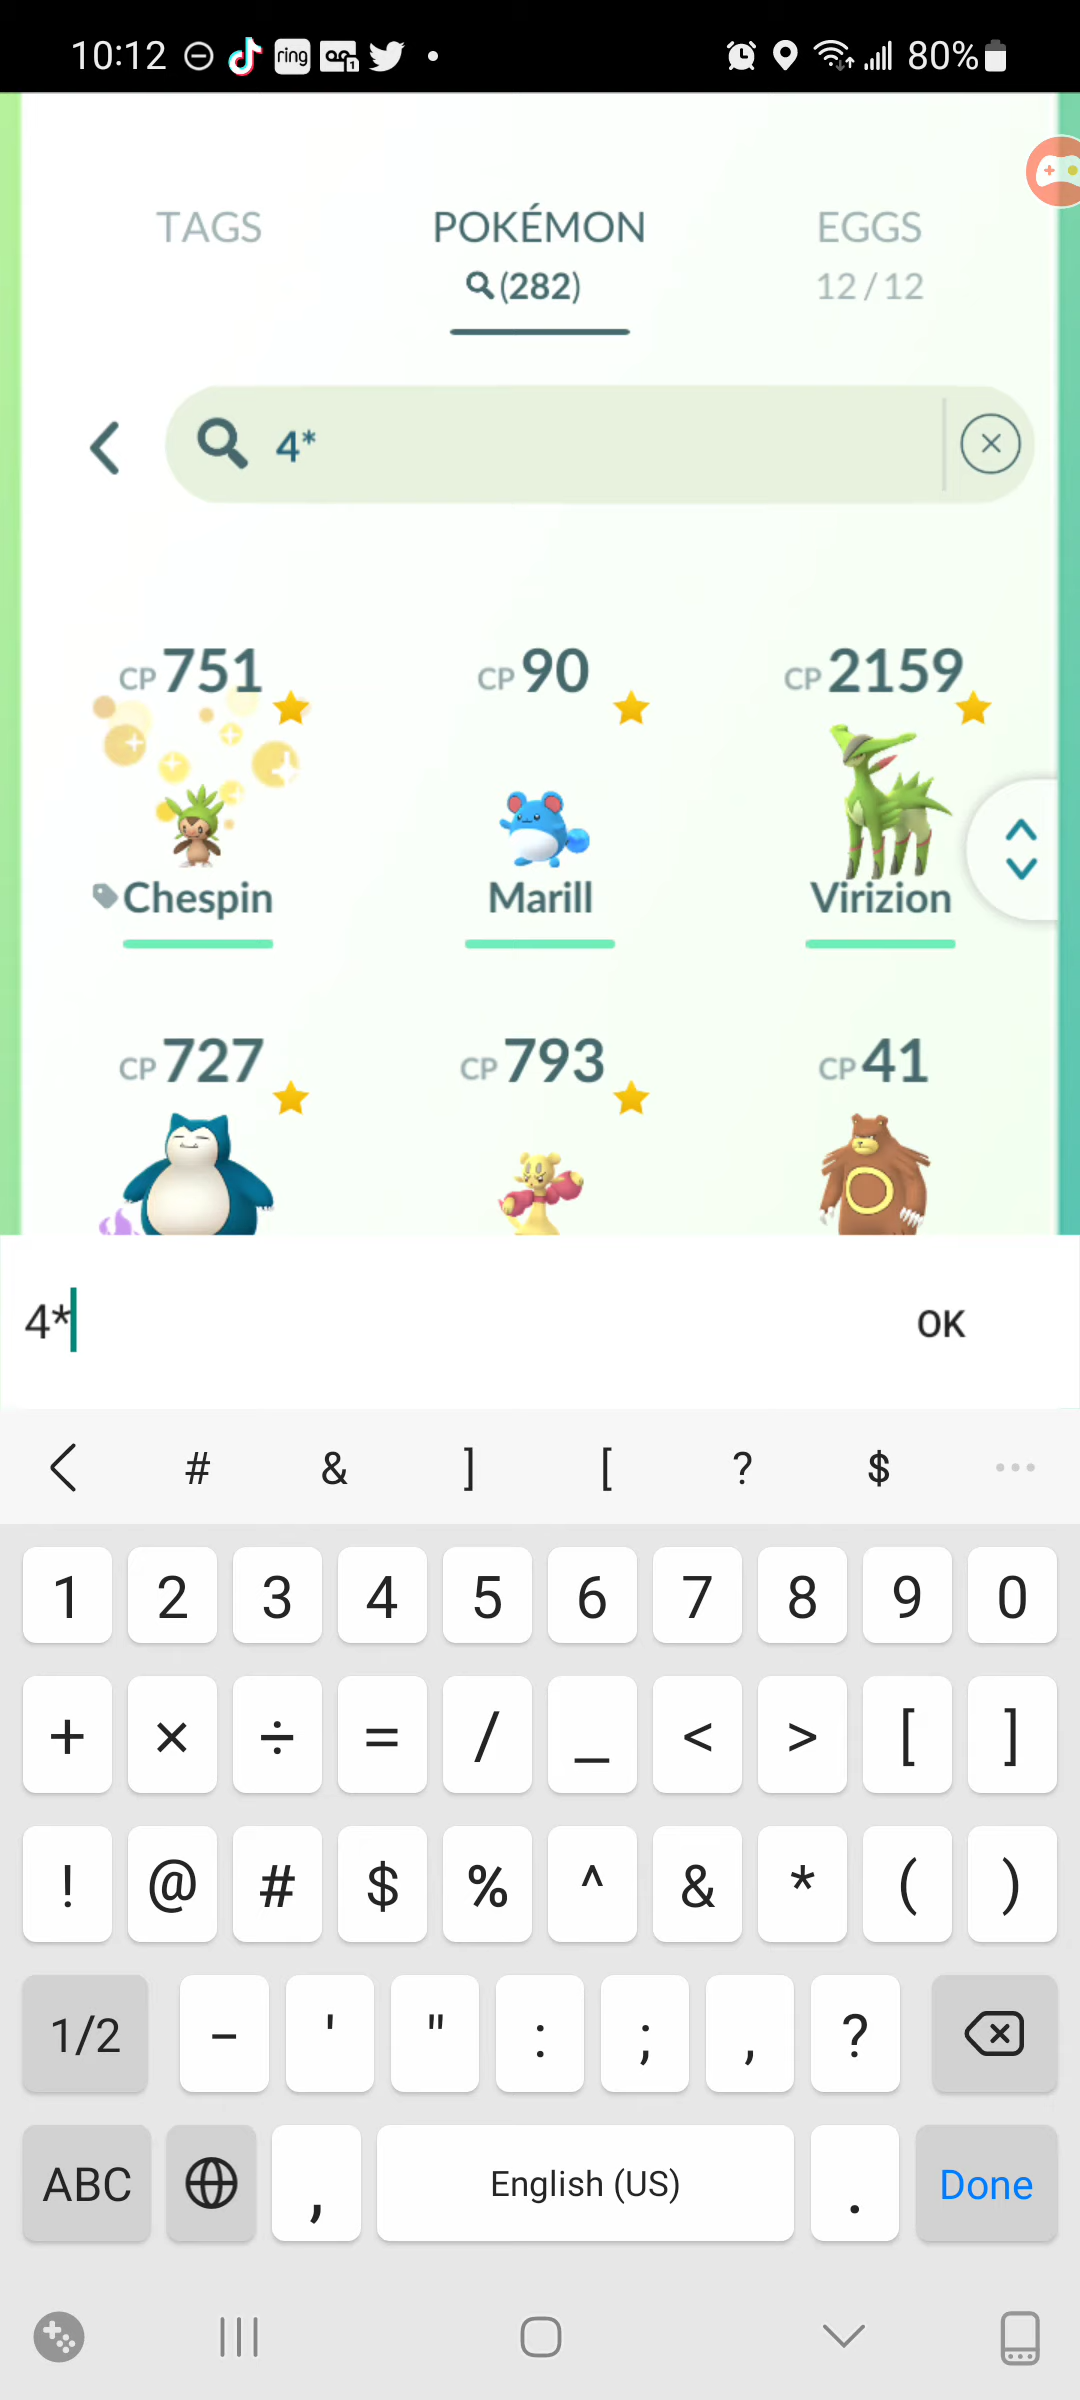 10:12 ring 1 80%
TAGS POKÉMON EGGS
(282) 12 / 12
4*
CP 751 CP 90 CP 2159
Chespin Marill Virizion
CP 727 CP 793 CP 41
4* OK
# & ] [ ? $ •••
1 2 3 4 5 6 7 8 9 0
+ × ÷ = / _ < > [ ]
! @ # $ % ^ & * ( )
1/2 - ' " : ; , ?
ABC , English (US) . Done